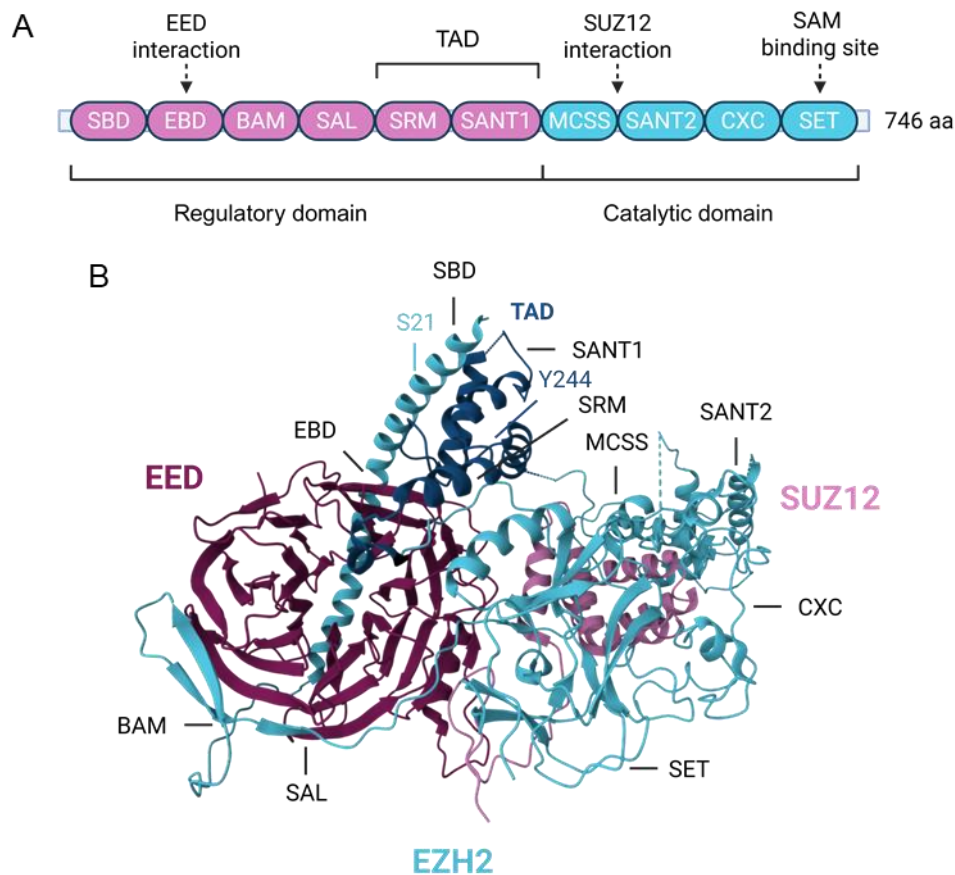 A
EED
interaction
TAD
SUZ12
interaction
SAM
binding site
SBD
EBD
BAM
SAL
SRM
SANT1
MCSS
SANT2
CXC
SET
746 aa
Regulatory domain
Catalytic domain
B
SBD
S21
TAD
SANT1
Y244
SRM
EBD
MCSS
SANT2
EED
SUZ12
CXC
BAM
SET
SAL
EZH2